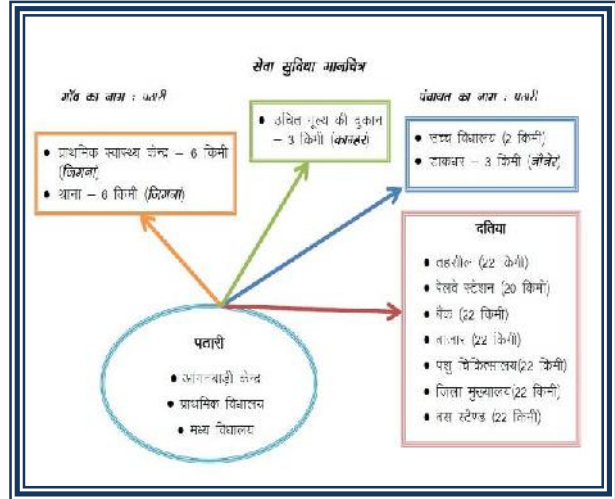 सेवा सुविधा मानचित्र
गाँव का नाम : पतारी
पंचायत का नाम : पतारी
• प्राथमिक स्वास्थ्य केन्द्र – 6 किमी
(जिगना)
• थाना – 6 किमी (जिगना)
• उचित मूल्य की दुकान
– 3 किमी (कान्हर)
• उच्च विधालय (2 किमी)
• डाकघर – 3 किमी (नौनेर)
दतिया
• तहसील (22 किमी)
• रेलवे स्टेशन (20 किमी)
• बैंक (22 किमी)
• बाजार (22 किमी)
• पशु चिकित्सालय(22 किमी)
• जिला मुख्यालय(22 किमी)
• बस स्टैण्ड (22 किमी)
पतारी
• आंगनबाड़ी केन्द्र
• प्राथमिक विधालय
• मध्य विधालय